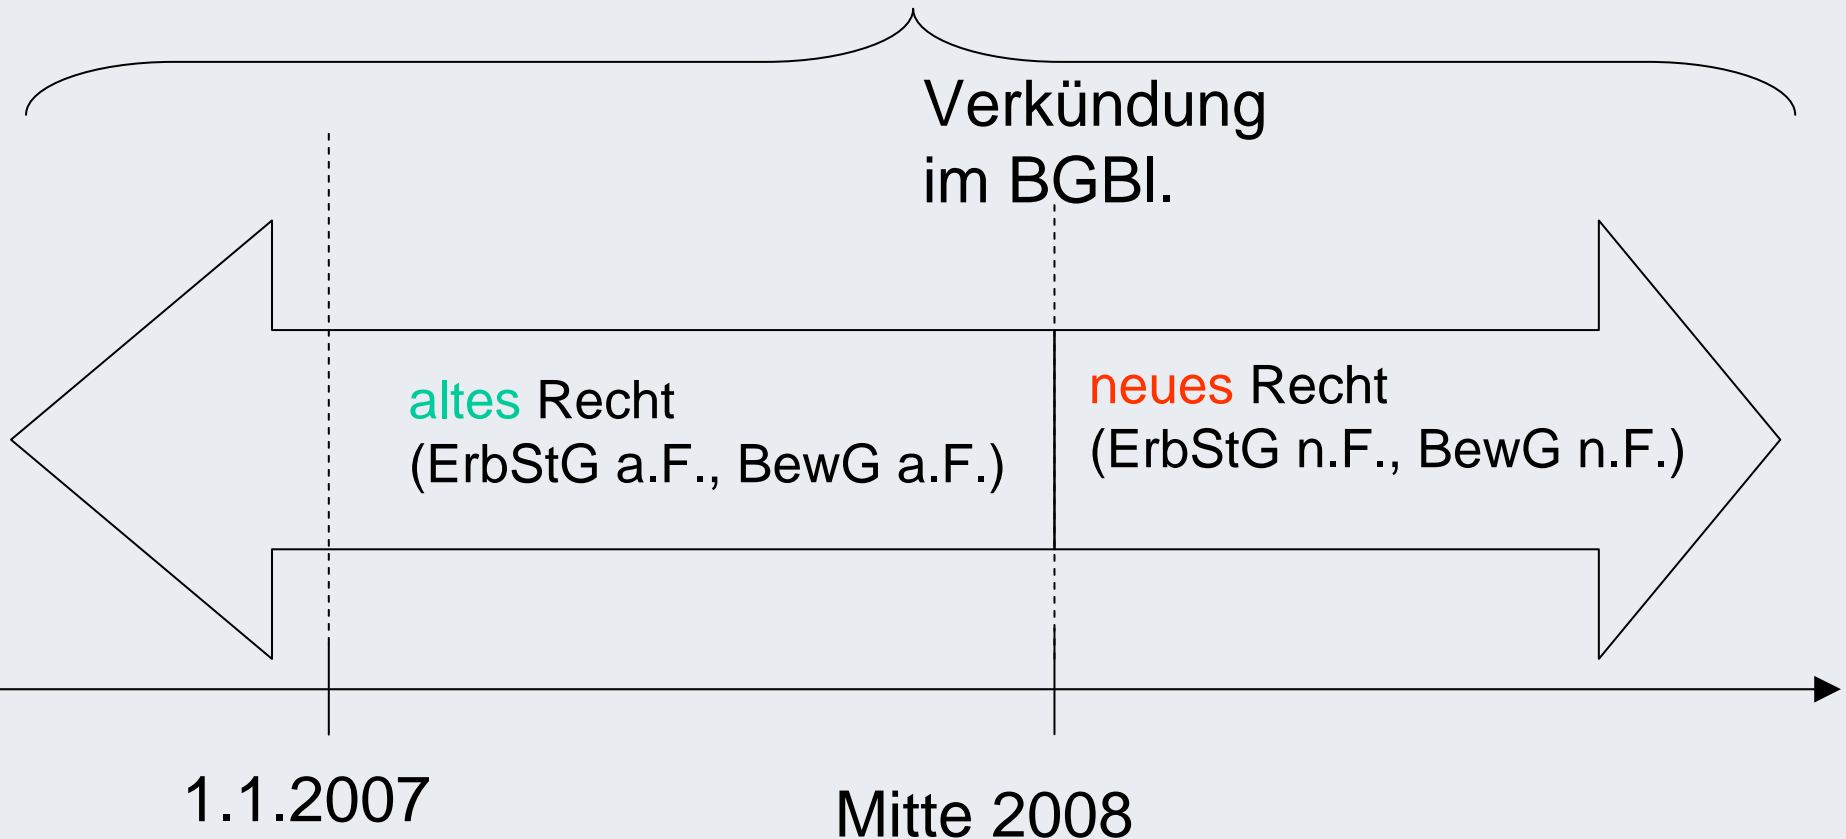 Verkündung
im BGBl.
altes Recht
(ErbStG a.F., BewG a.F.)
neues Recht
(ErbStG n.F., BewG n.F.)
1.1.2007
Mitte 2008